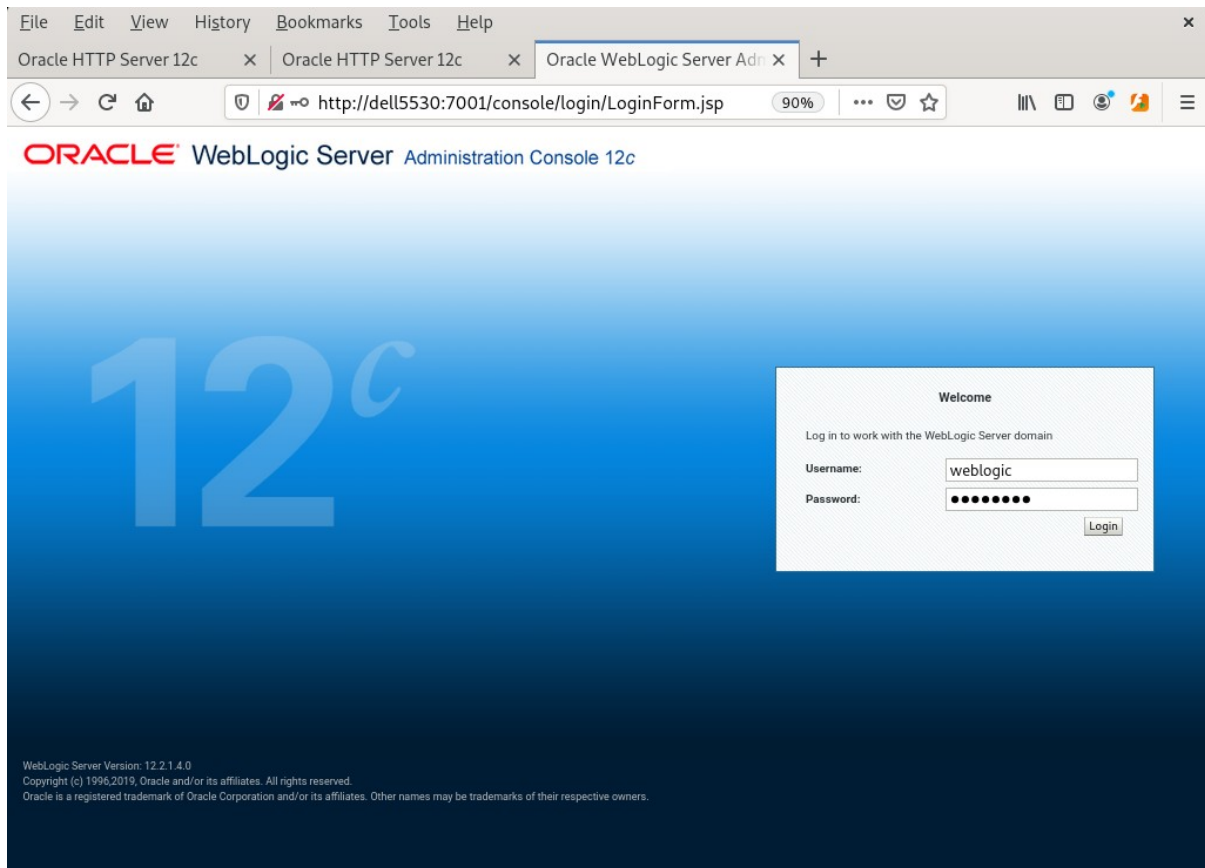 File Edit View History Bookmarks Tools Help
Oracle HTTP Server 12c Oracle HTTP Server 12c Oracle WebLogic Server Adm
http://dell5530:7001/console/login/LoginForm.jsp 90%
ORACLE WebLogic Server Administration Console 12c
12c
Welcome
Log in to work with the WebLogic Server domain
Username: weblogic
Password: ●●●●●●●●
Login
WebLogic Server Version: 12.2.1.4.0
Copyright (c) 1996,2019, Oracle and/or its affiliates. All rights reserved.
Oracle is a registered trademark of Oracle Corporation and/or its affiliates. Other names may be trademarks of their respective owners.